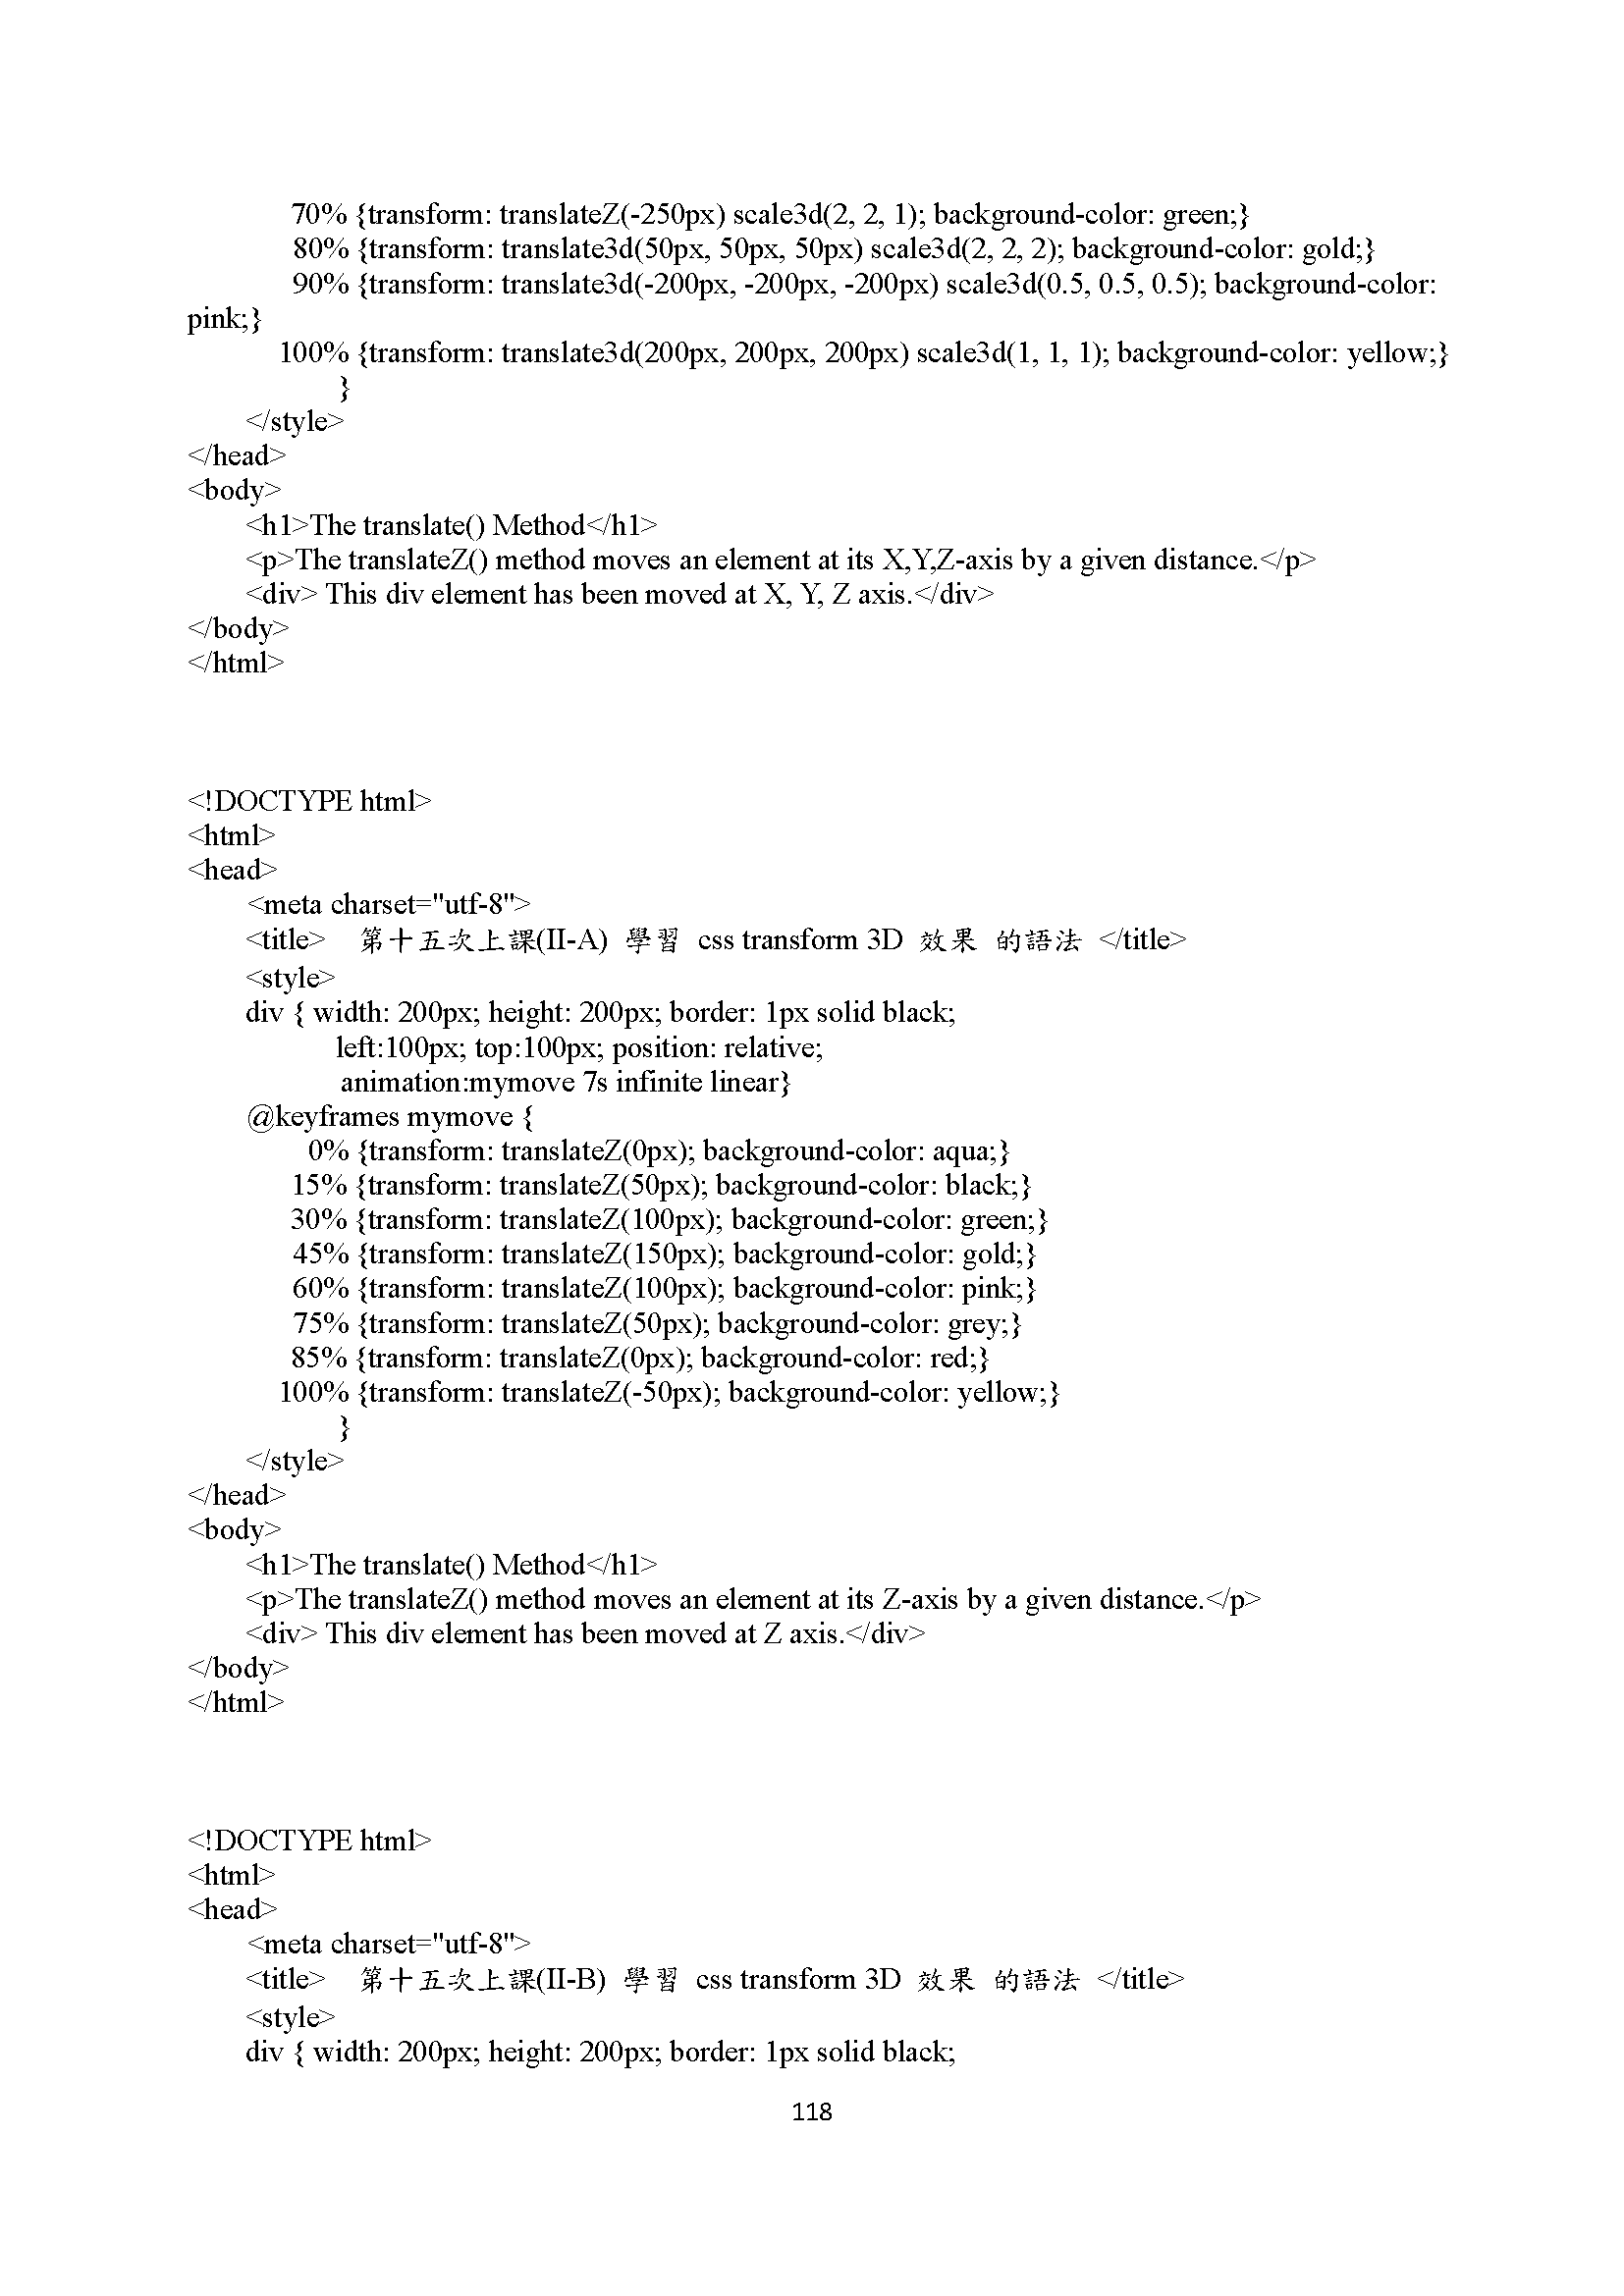 70% {transform: translateZ(-250px) scale3d(2, 2, 1); background-color: green;}
80% {transform: translate3d(50px, 50px, 50px) scale3d(2, 2, 2); background-color: gold;}
90% {transform: translate3d(-200px, -200px, -200px) scale3d(0.5, 0.5, 0.5); background-color:
pink;}
100% {transform: translate3d(200px, 200px, 200px) scale3d(1, 1, 1); background-color: yellow;}
}
</style>
</head>
<body>
<h1>The translate() Method</h1>
<p>The translateZ() method moves an element at its X,Y,Z-axis by a given distance.</p>
<div> This div element has been moved at X, Y, Z axis.</div>
</body>
</html>
<!DOCTYPE html>
<html>
<head>
<meta charset="utf-8">
<title> 第十五次上課(II-A) 學習 css transform 3D 效果 的語法 </title>
<style>
div { width: 200px; height: 200px; border: 1px solid black;
left:100px; top:100px; position: relative;
animation:mymove 7s infinite linear}
@keyframes mymove {
0% {transform: translateZ(0px); background-color: aqua;}
15% {transform: translateZ(50px); background-color: black;}
30% {transform: translateZ(100px); background-color: green;}
45% {transform: translateZ(150px); background-color: gold;}
60% {transform: translateZ(100px); background-color: pink;}
75% {transform: translateZ(50px); background-color: grey;}
85% {transform: translateZ(0px); background-color: red;}
100% {transform: translateZ(-50px); background-color: yellow;}
}
</style>
</head>
<body>
<h1>The translate() Method</h1>
<p>The translateZ() method moves an element at its Z-axis by a given distance.</p>
<div> This div element has been moved at Z axis.</div>
</body>
</html>
<!DOCTYPE html>
<html>
<head>
<meta charset="utf-8">
<title> 第十五次上課(II-B) 學習 css transform 3D 效果 的語法 </title>
<style>
div { width: 200px; height: 200px; border: 1px solid black;
118